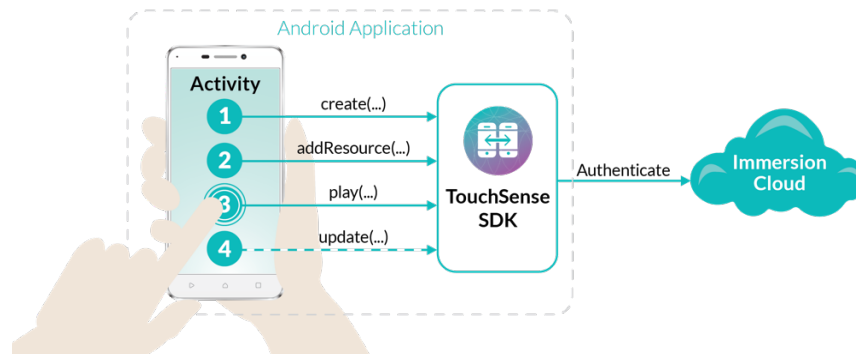 Android Application
Activity
1
create(...)
2
addResource(...)
3
play(...)
4
update(...)
TouchSense
SDK
Authenticate
Immersion
Cloud